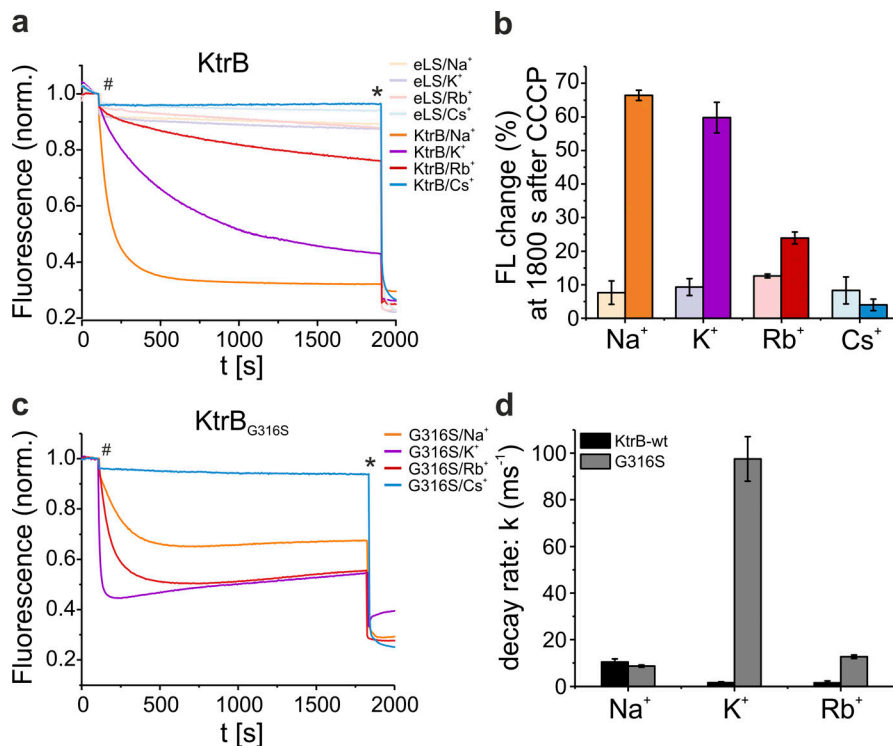 a
KtrB
#
*
eLS/Na⁺
eLS/K⁺
eLS/Rb⁺
eLS/Cs⁺
KtrB/Na⁺
KtrB/K⁺
KtrB/Rb⁺
KtrB/Cs⁺
Fluorescence (norm.)
1.0
0.8
0.6
0.4
0.2
0
500
1000
1500
2000
t [s]
b
FL change (%)
at 1800 s after CCCP
70
60
50
40
30
20
10
0
Na⁺
K⁺
Rb⁺
Cs⁺
c
KtrB_G316S
#
*
G316S/Na⁺
G316S/K⁺
G316S/Rb⁺
G316S/Cs⁺
Fluorescence (norm.)
1.0
0.8
0.6
0.4
0.2
0
500
1000
1500
2000
t [s]
d
KtrB-wt
G316S
decay rate: k (ms⁻¹)
100
80
60
40
20
0
Na⁺
K⁺
Rb⁺